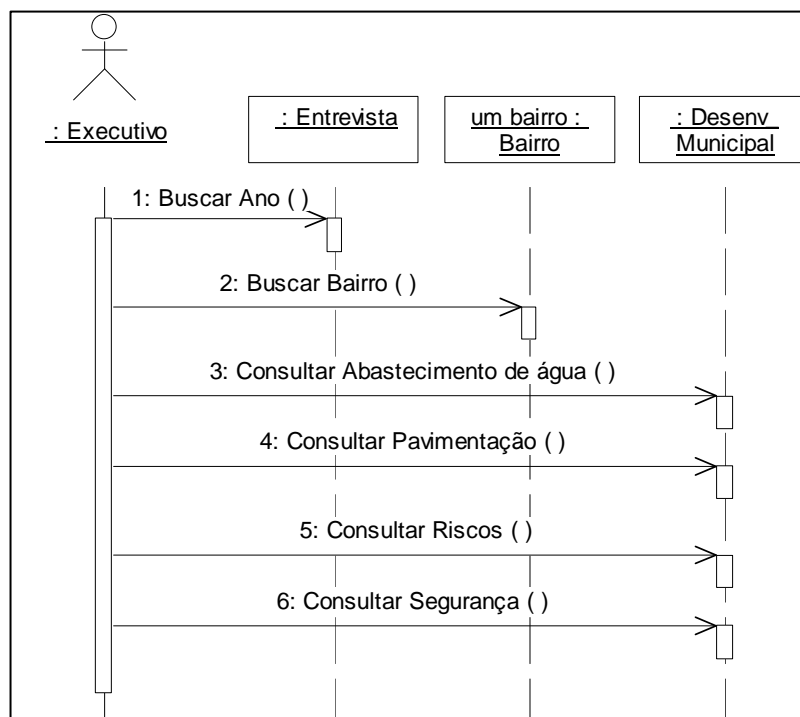 : Executivo
: Entrevista
um bairro :
Bairro
: Desenv
Municipal
1: Buscar Ano ( )
2: Buscar Bairro ( )
3: Consultar Abastecimento de água ( )
4: Consultar Pavimentação ( )
5: Consultar Riscos ( )
6: Consultar Segurança ( )